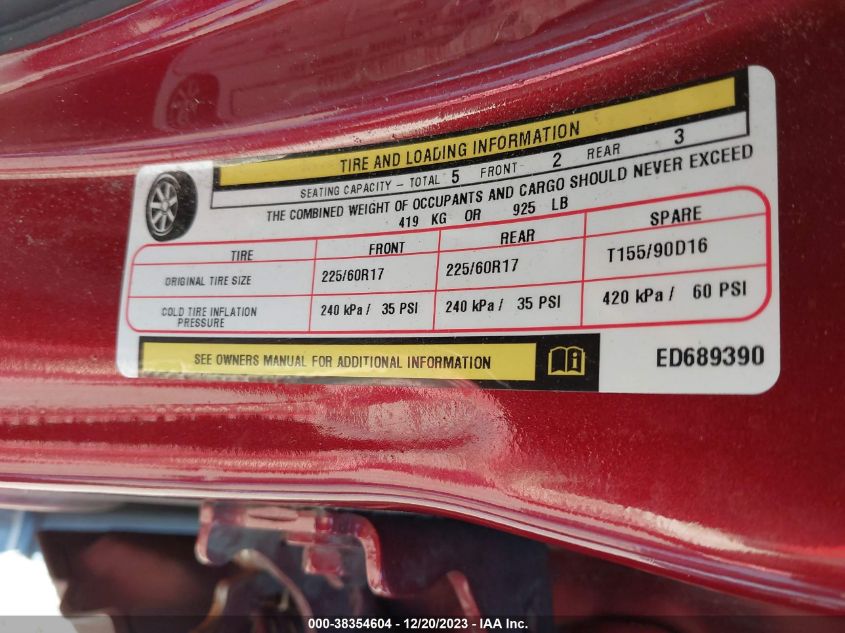 TIRE AND LOADING INFORMATION
SEATING CAPACITY - TOTAL 5 FRONT 2 REAR 3
THE COMBINED WEIGHT OF OCCUPANTS AND CARGO SHOULD NEVER EXCEED
419 KG OR 925 LB
TIRE FRONT REAR SPARE
ORIGINAL TIRE SIZE 225/60R17 225/60R17 T155/90D16
COLD TIRE INFLATION PRESSURE 240 kPa / 35 PSI 240 kPa / 35 PSI 420 kPa / 60 PSI
SEE OWNERS MANUAL FOR ADDITIONAL INFORMATION ED689390
000-38354604 - 12/20/2023 - IAA Inc.